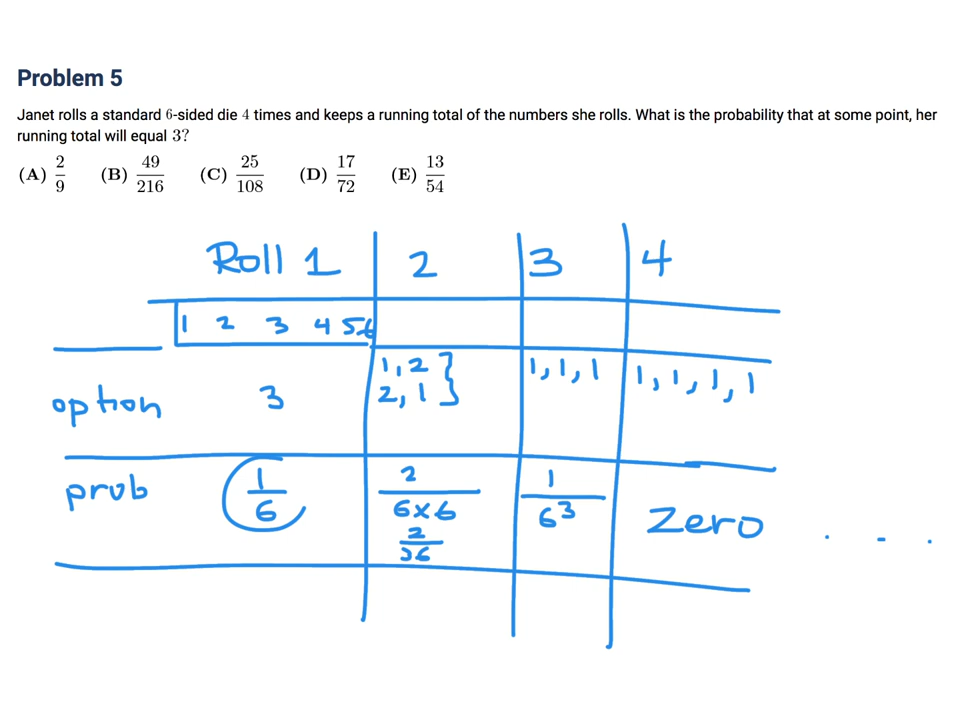 Problem 5
Janet rolls a standard 6-sided die 4 times and keeps a running total of the numbers she rolls. What is the probability that at some point, her
running total will equal 3?
(A) 2/9 (B) 49/216 (C) 25/108 (D) 17/72 (E) 13/54
Roll 1 2 3 4
1 2 3 4 5 6
option 3 1, 2 } 1, 1, 1 1, 1, 1, 1
2, 1 }
prob 1/6 2/6×6 1/6³ zero . - .
2/36